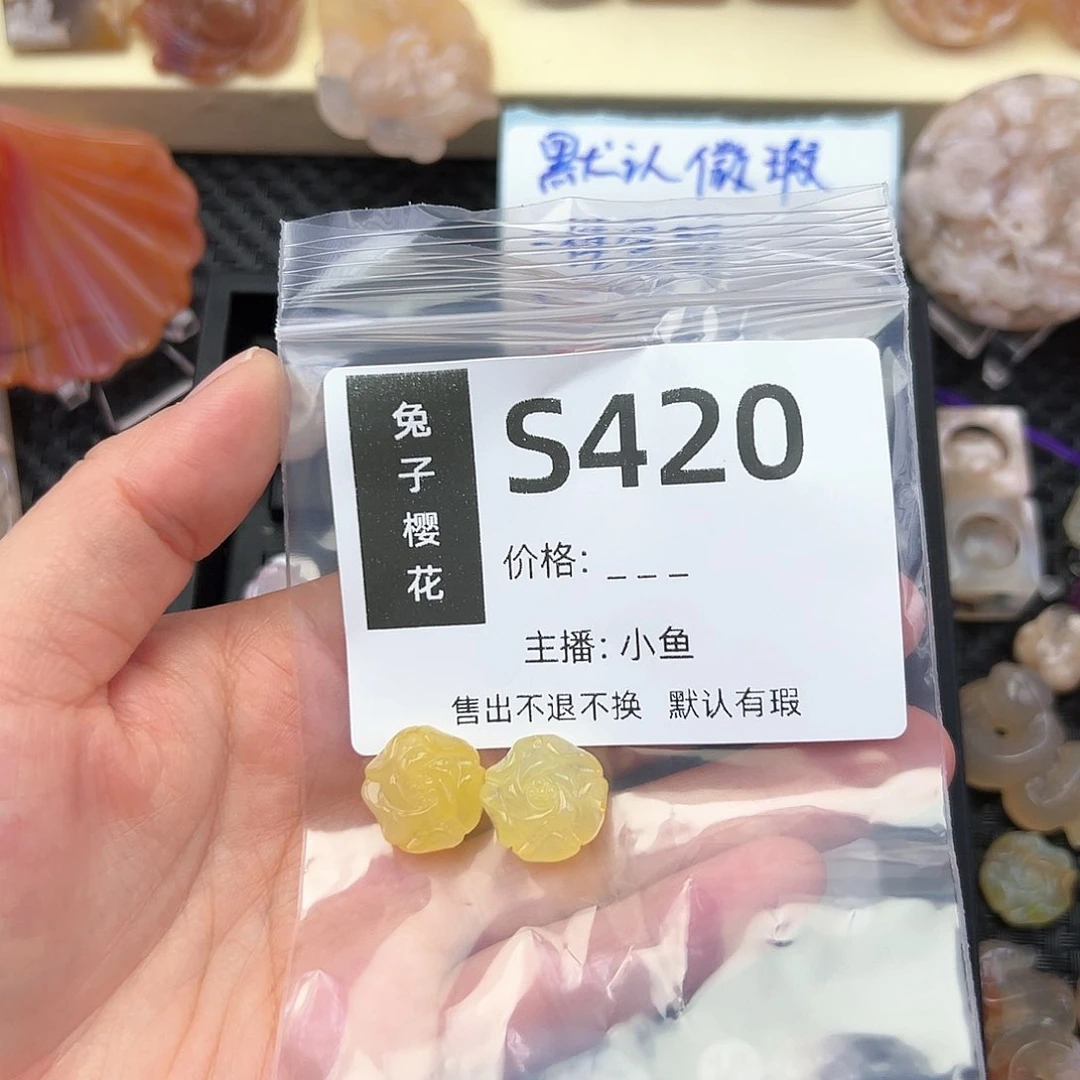 默认微瑕
兔子樱花
S420
价格: _ _ _
主播: 小鱼
售出不退不换 默认有瑕